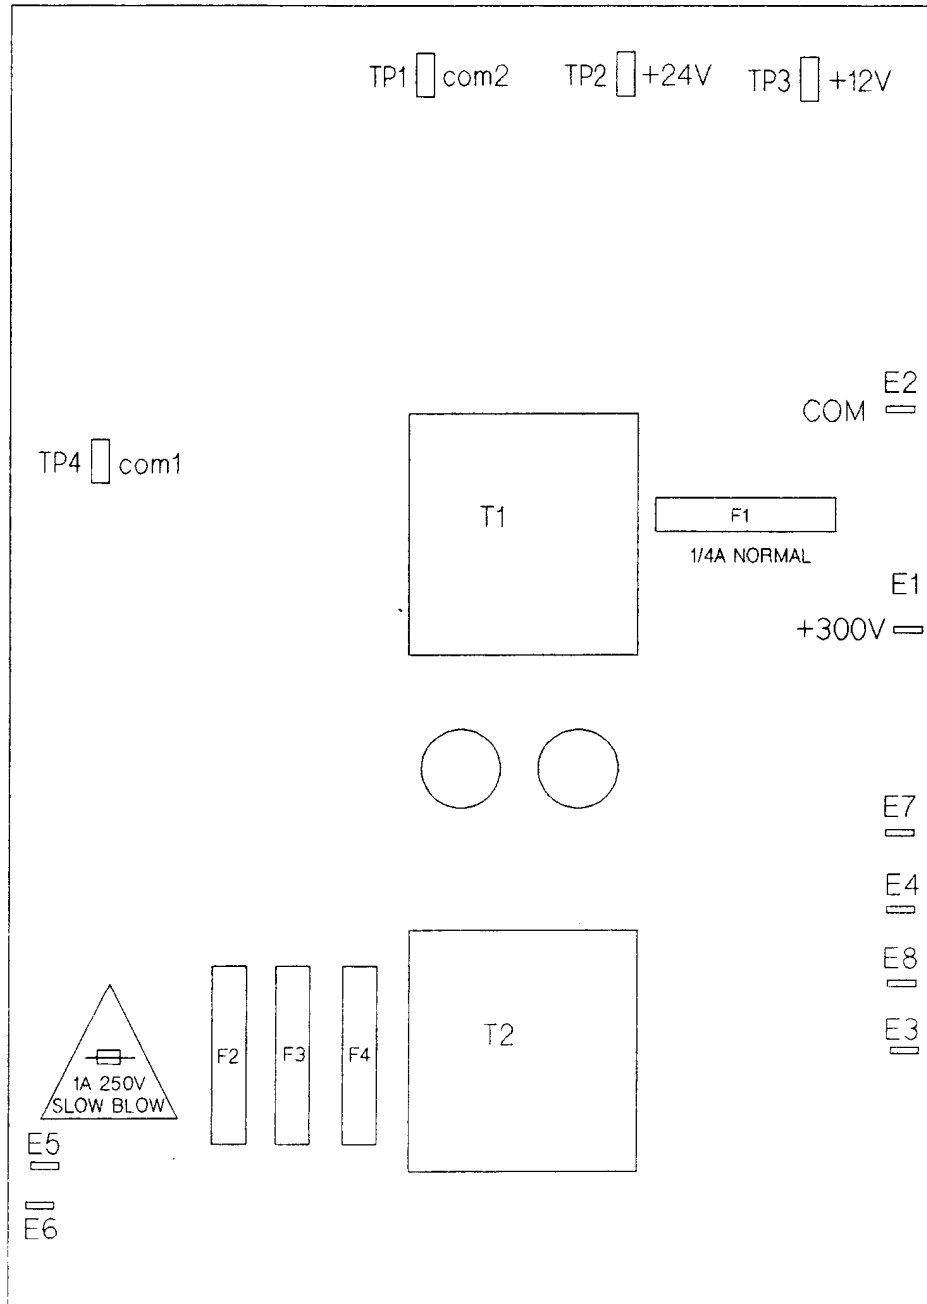 TP1 com2 TP2 +24V TP3 +12V
E2
COM
TP4 com1
T1
F1
1/4A NORMAL
E1
+300V
E7
E4
E8
E3
F2 F3 F4
T2
1A 250V
SLOW BLOW
E5
E6